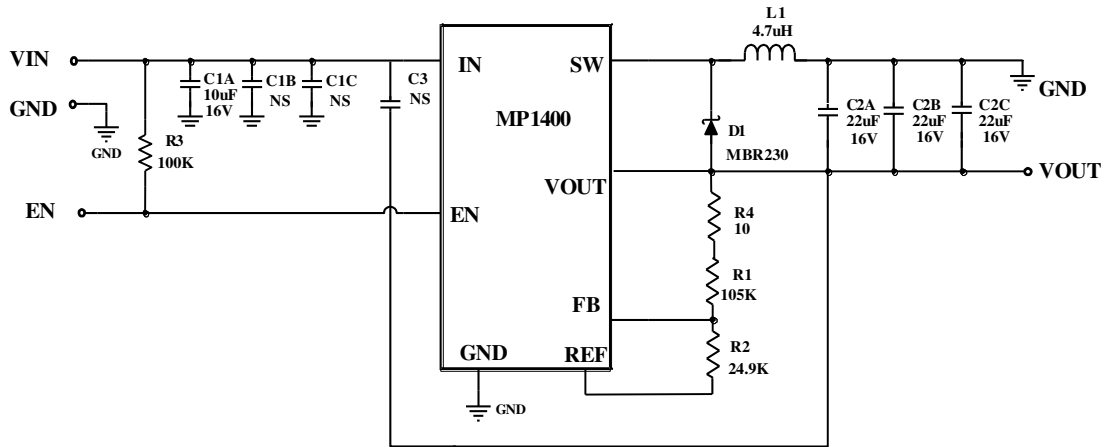 L1
4.7uH
VIN
IN
SW
C1A
10uF
16V
C1B
NS
C1C
NS
C3
NS
GND
GND
GND
R3
100K
MP1400
D1
MBR230
C2A
22uF
16V
C2B
22uF
16V
C2C
22uF
16V
VOUT
VOUT
EN
EN
R4
10
R1
105K
FB
R2
24.9K
GND
REF
GND